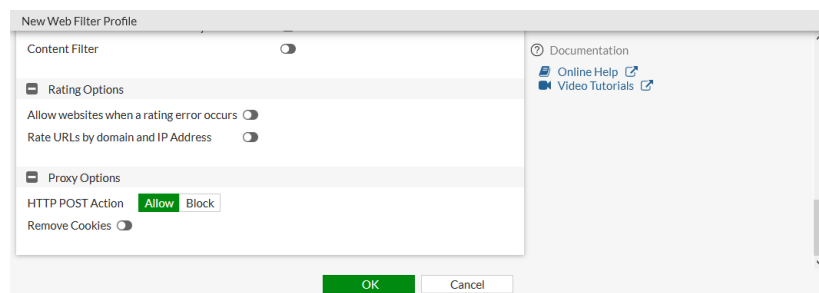 New Web Filter Profile
Content Filter
Documentation
Online Help
Video Tutorials
Rating Options
Allow websites when a rating error occurs
Rate URLs by domain and IP Address
Proxy Options
HTTP POST Action Allow Block
Remove Cookies
OK Cancel